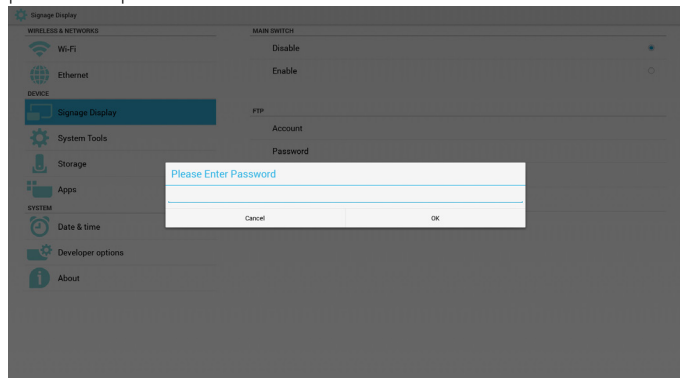 Signage Display
WIRELESS & NETWORKS
Wi-Fi
Ethernet
DEVICE
Signage Display
System Tools
Storage
Apps
SYSTEM
Date & time
Developer options
About
MAIN SWITCH
Disable
Enable
FTP
Account
Password
Please Enter Password
Cancel
OK